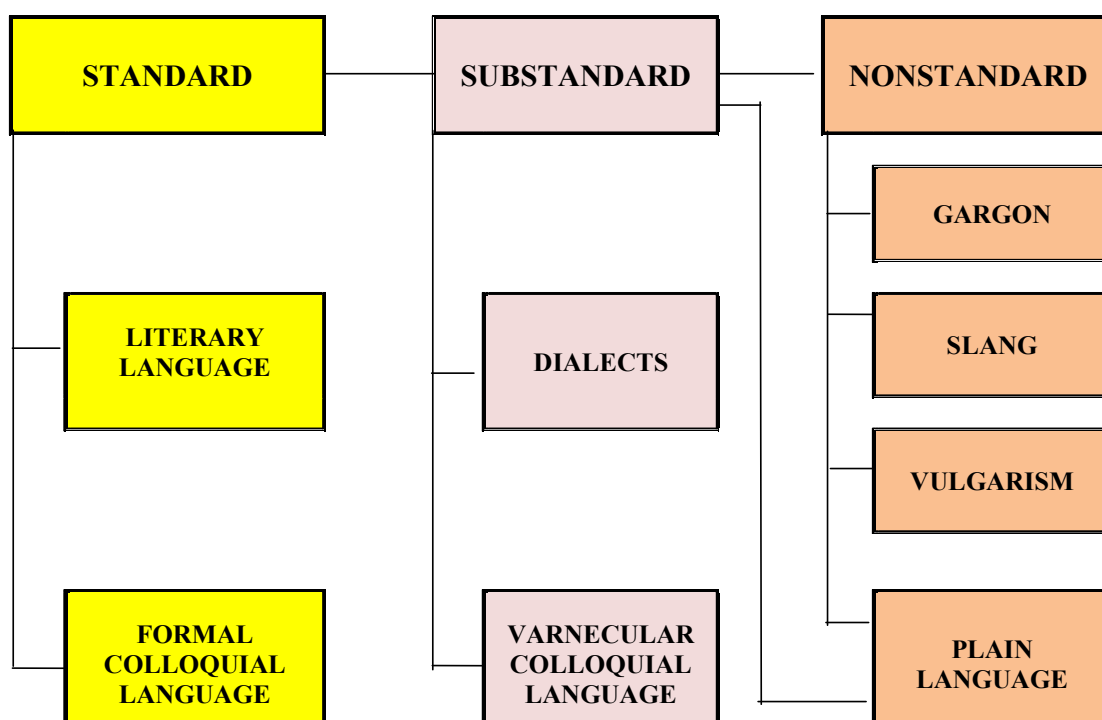 STANDARD
SUBSTANDARD
NONSTANDARD
GARGON
LITERARY
LANGUAGE
DIALECTS
SLANG
VULGARISM
FORMAL
COLLOQUIAL
LANGUAGE
VARNECULAR
COLLOQUIAL
LANGUAGE
PLAIN
LANGUAGE